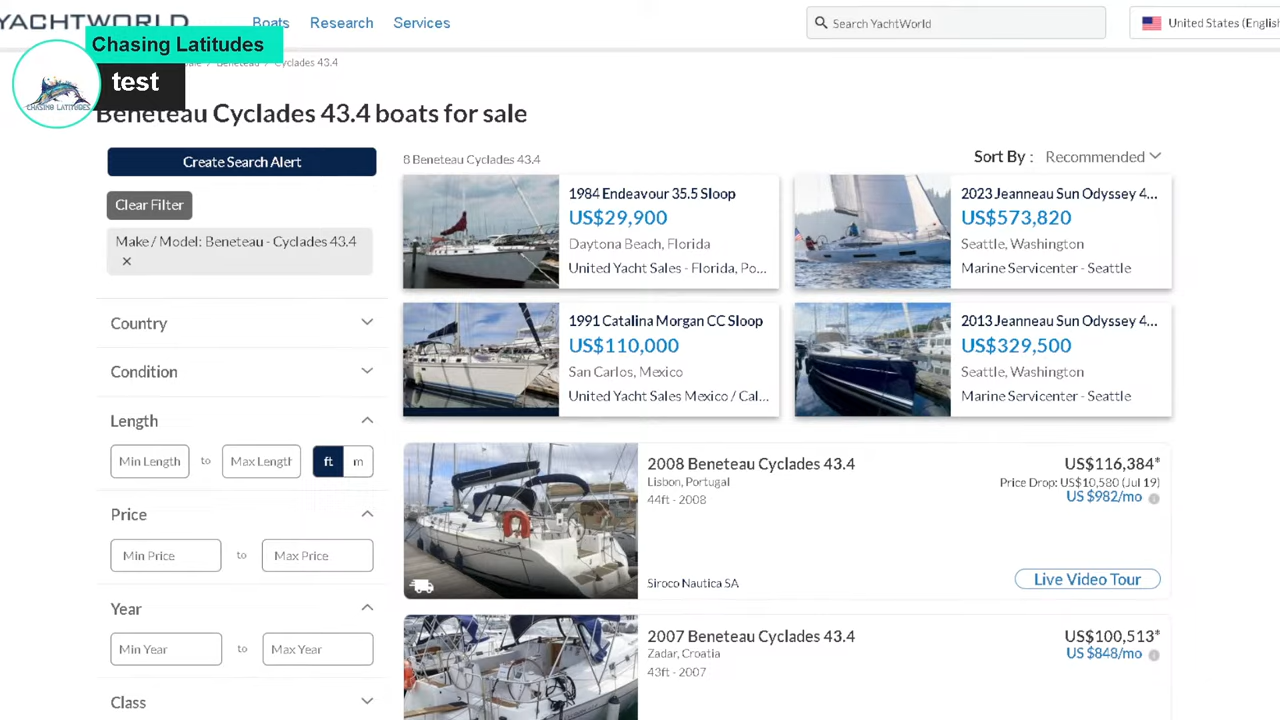 YACHTWORLD
Boats
Research
Services
Search YachtWorld
United States (English
Chasing Latitudes
test
CHASING LATITUDES
/ Beneteau / Cyclades 43.4
Beneteau Cyclades 43.4 boats for sale
Create Search Alert
8 Beneteau Cyclades 43.4
Sort By : Recommended
Clear Filter
Make / Model: Beneteau - Cyclades 43.4
×
1984 Endeavour 35.5 Sloop
US$29,900
Daytona Beach, Florida
United Yacht Sales - Florida, Po...
2023 Jeanneau Sun Odyssey 4...
US$573,820
Seattle, Washington
Marine Servicenter - Seattle
1991 Catalina Morgan CC Sloop
US$110,000
San Carlos, Mexico
United Yacht Sales Mexico / Cal...
2013 Jeanneau Sun Odyssey 4...
US$329,500
Seattle, Washington
Marine Servicenter - Seattle
Country
Condition
Length
Min Length to Max Length ft m
Price
Min Price to Max Price
Year
Min Year to Max Year
Class
2008 Beneteau Cyclades 43.4
Lisbon, Portugal
44ft - 2008
Siroco Nautica SA
US$116,384*
Price Drop: US$10,580 (Jul 19)
US $982/mo
Live Video Tour
2007 Beneteau Cyclades 43.4
Zadar, Croatia
43ft - 2007
US$100,513*
US $848/mo